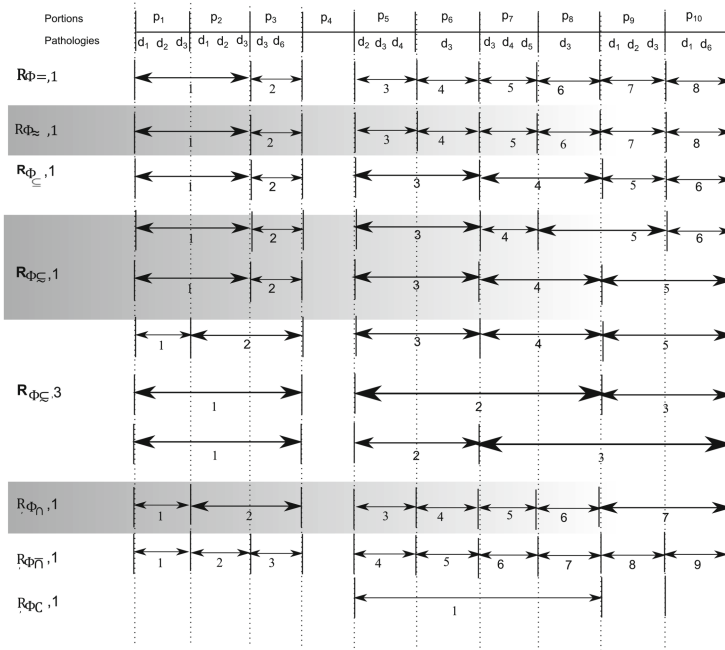 Portions p₁ p₂ p₃ p₄ p₅ p₆ p₇ p₈ p₉ p₁₀
Pathologies d₁ d₂ d₃ d₁ d₂ d₃ d₃ d₆ d₂ d₃ d₄ d₃ d₃ d₄ d₅ d₃ d₁ d₂ d₃ d₁ d₆
RΦ=,1 1 2 3 4 5 6 7 8
RΦ≈ ,1 1 2 3 4 5 6 7 8
RΦ⊆,1 1 2 3 4 5 6
1 2 3 4 5 6
RΦ⊆̰,1 1 2 3 4 5
1 2 3 4 5
RΦ⊆̰.3 1 2 3
1 2 3
RΦ∩,1 1 2 3 4 5 6 7
RΦ∩̅,1 1 2 3 4 5 6 7 8 9
RΦC,1 1